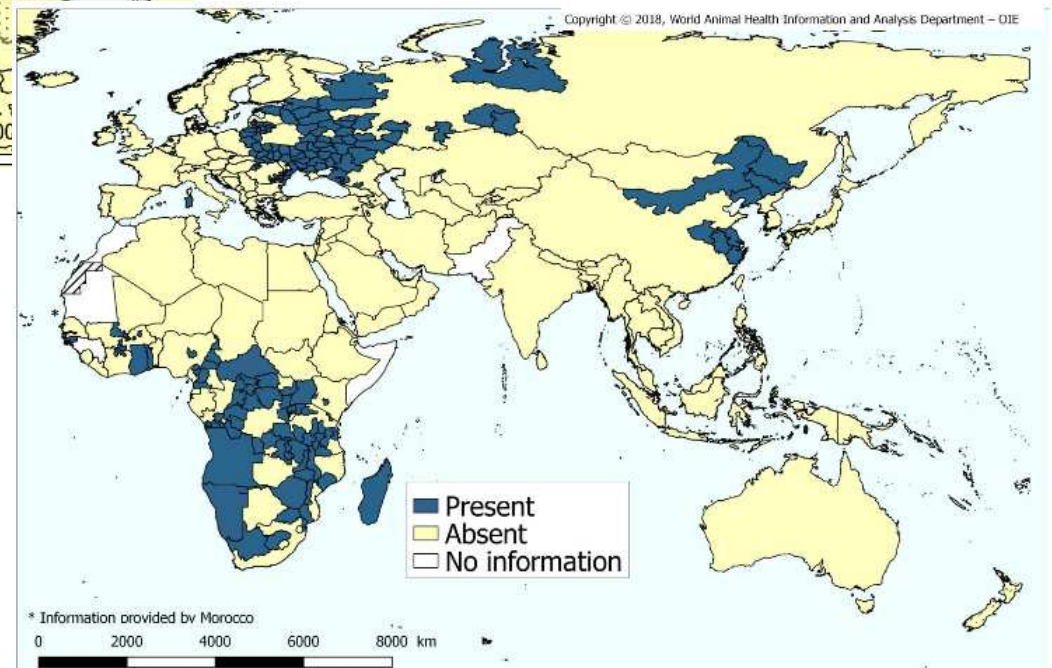 Copyright © 2018, World Animal Health Information and Analysis Department – OIE
Present
Absent
No information
*
* Information provided by Morocco
0 2000 4000 6000 8000 km